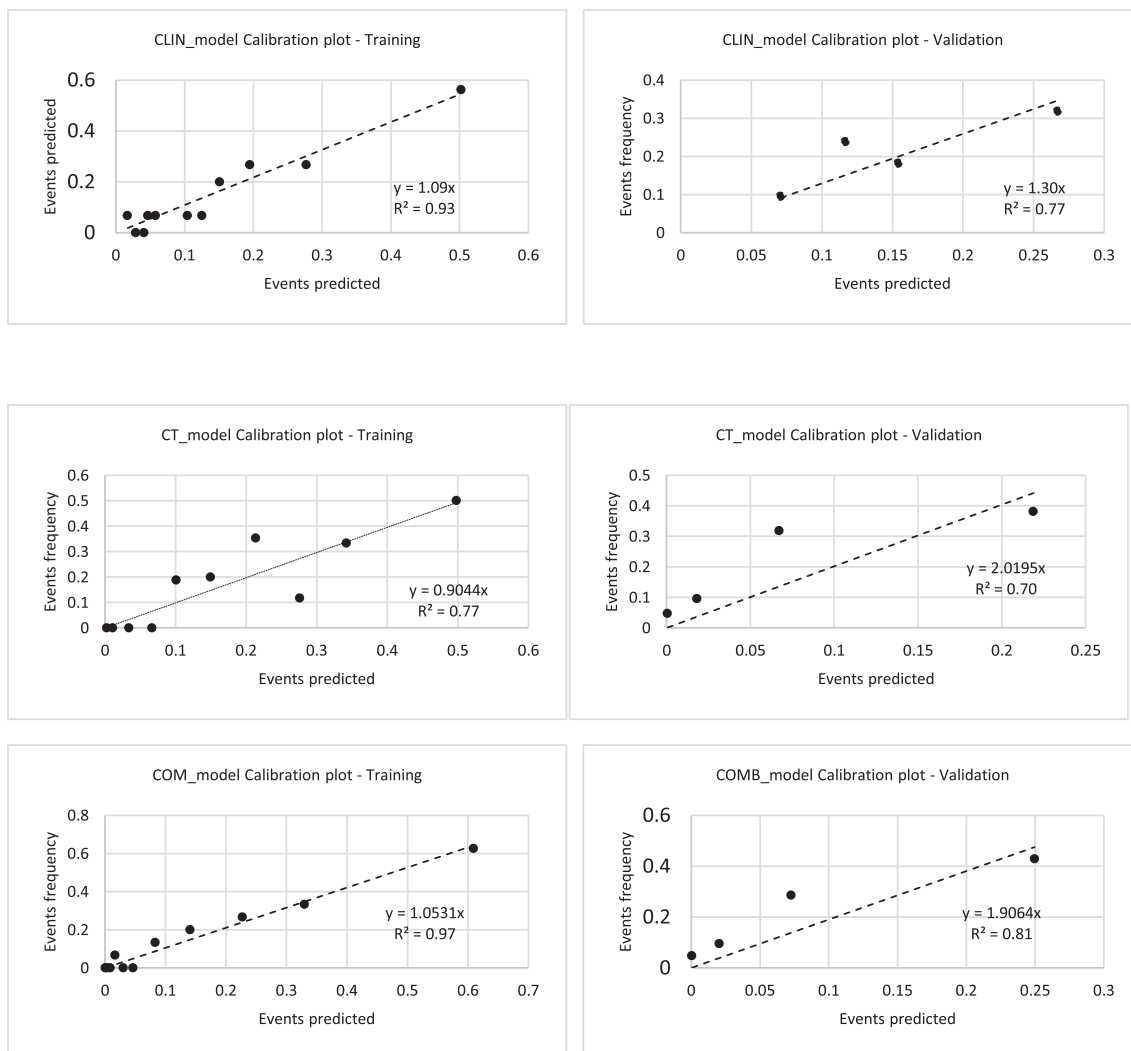 CLIN_model Calibration plot - Training
Events predicted
0.6
0.4
0.2
0
y = 1.09x
R² = 0.93
0 0.1 0.2 0.3 0.4 0.5 0.6
Events predicted
CLIN_model Calibration plot - Validation
Events frequency
0.4
0.3
0.2
0.1
0
y = 1.30x
R² = 0.77
0 0.05 0.1 0.15 0.2 0.25 0.3
Events predicted
CT_model Calibration plot - Training
Events frequency
0.6
0.5
0.4
0.3
0.2
0.1
0
y = 0.9044x
R² = 0.77
0 0.1 0.2 0.3 0.4 0.5 0.6
Events predicted
CT_model Calibration plot - Validation
Events frequency
0.5
0.4
0.3
0.2
0.1
0
y = 2.0195x
R² = 0.70
0 0.05 0.1 0.15 0.2 0.25
Events predicted
COM_model Calibration plot - Training
Events frequency
0.8
0.6
0.4
0.2
0
y = 1.0531x
R² = 0.97
0 0.1 0.2 0.3 0.4 0.5 0.6 0.7
Events predicted
COMB_model Calibration plot - Validation
Events frequency
0.6
0.4
0.2
0
y = 1.9064x
R² = 0.81
0 0.05 0.1 0.15 0.2 0.25 0.3
Events predicted